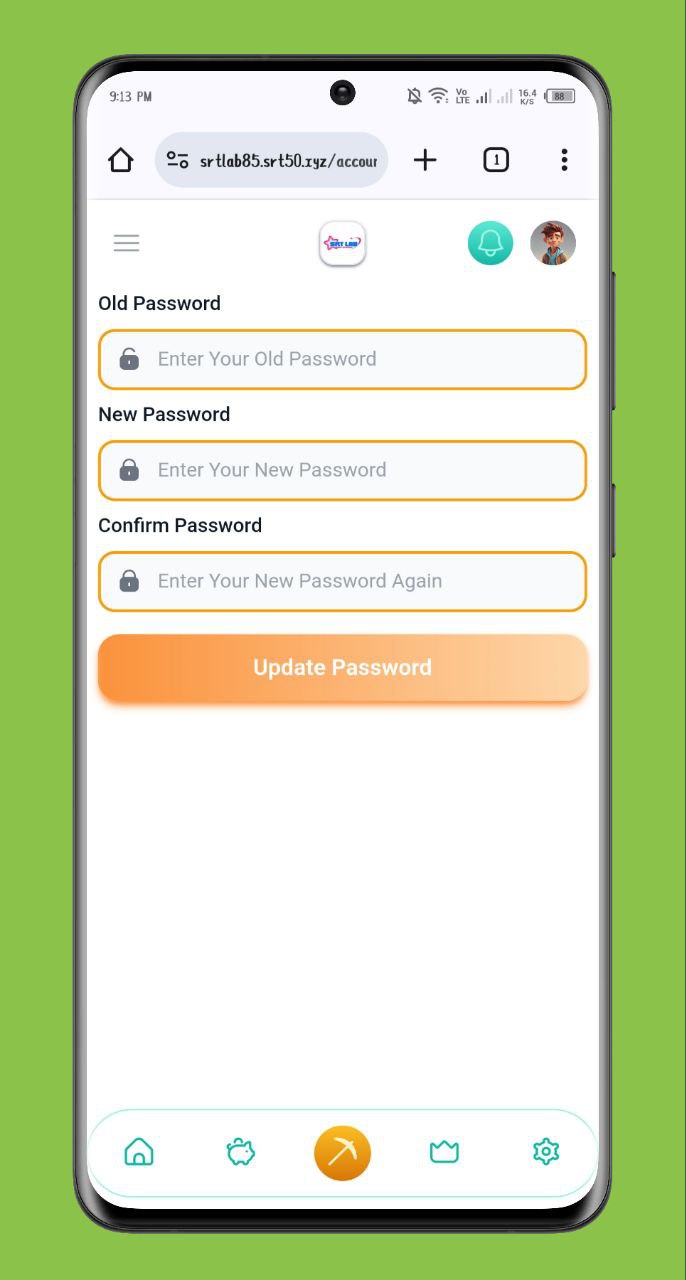 9:13 PM
Vo
LTE
16.4
K/S
88
srtlab85.srt50.xyz/accour
1
SRT LAB
Old Password
Enter Your Old Password
New Password
Enter Your New Password
Confirm Password
Enter Your New Password Again
Update Password